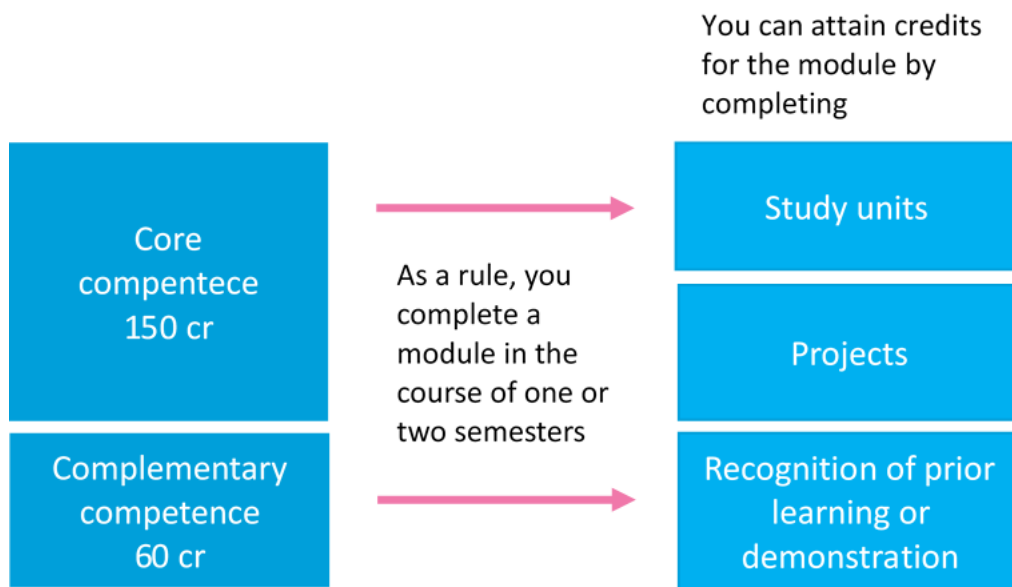 You can attain credits
for the module by
completing
Core
compentece
150 cr
As a rule, you
complete a
module in the
course of one or
two semesters
Study units
Projects
Complementary
competence
60 cr
Recognition of prior
learning or
demonstration